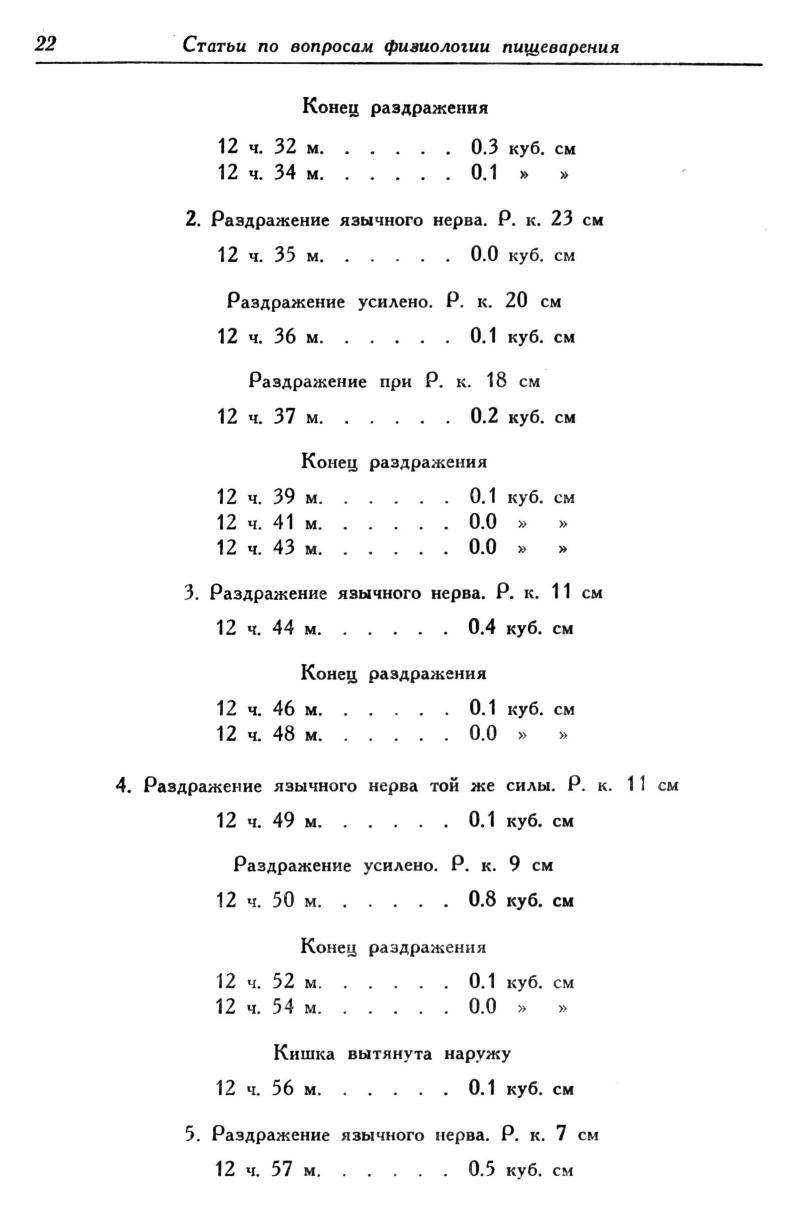 22 Статьи по вопросам физиологии пищеварения
Конец раздражения
12 ч. 32 м. . . . . . 0.3 куб. см
12 ч. 34 м. . . . . . 0.1 » »
2. Раздражение язычного нерва. Р. к. 23 см
12 ч. 35 м. . . . . . 0.0 куб. см
Раздражение усилено. Р. к. 20 см
12 ч. 36 м. . . . . . 0.1 куб. см
Раздражение при Р. к. 18 см
12 ч. 37 м. . . . . . 0.2 куб. см
Конец раздражения
12 ч. 39 м. . . . . . 0.1 куб. см
12 ч. 41 м. . . . . . 0.0 » »
12 ч. 43 м. . . . . . 0.0 » »
3. Раздражение язычного нерва. Р. к. 11 см
12 ч. 44 м. . . . . . 0.4 куб. см
Конец раздражения
12 ч. 46 м. . . . . . 0.1 куб. см
12 ч. 48 м. . . . . . 0.0 » »
4. Раздражение язычного нерва той же силы. Р. к. 11 см
12 ч. 49 м. . . . . . 0.1 куб. см
Раздражение усилено. Р. к. 9 см
12 ч. 50 м. . . . . . 0.8 куб. см
Конец раздражения
12 ч. 52 м. . . . . . 0.1 куб. см
12 ч. 54 м. . . . . . 0.0 » »
Кишка вытянута наружу
12 ч. 56 м. . . . . . 0.1 куб. см
5. Раздражение язычного нерва. Р. к. 7 см
12 ч. 57 м. . . . . . 0.5 куб. см